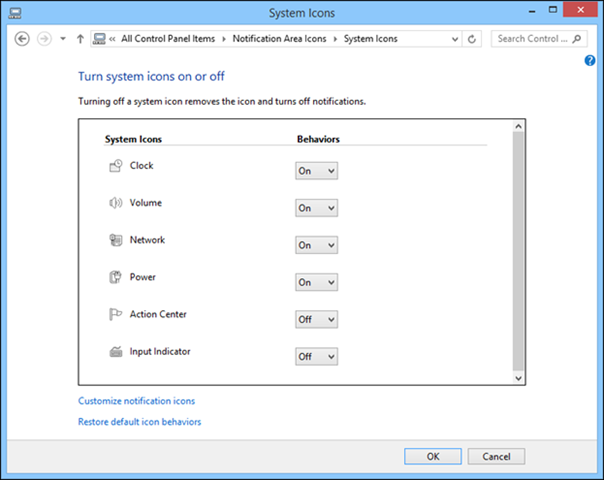 System Icons
« All Control Panel Items Notification Area Icons System Icons Search Control ...
Turn system icons on or off
Turning off a system icon removes the icon and turns off notifications.
System Icons Behaviors
Clock On
Volume On
Network On
Power On
Action Center Off
Input Indicator Off
Customize notification icons
Restore default icon behaviors
OK Cancel